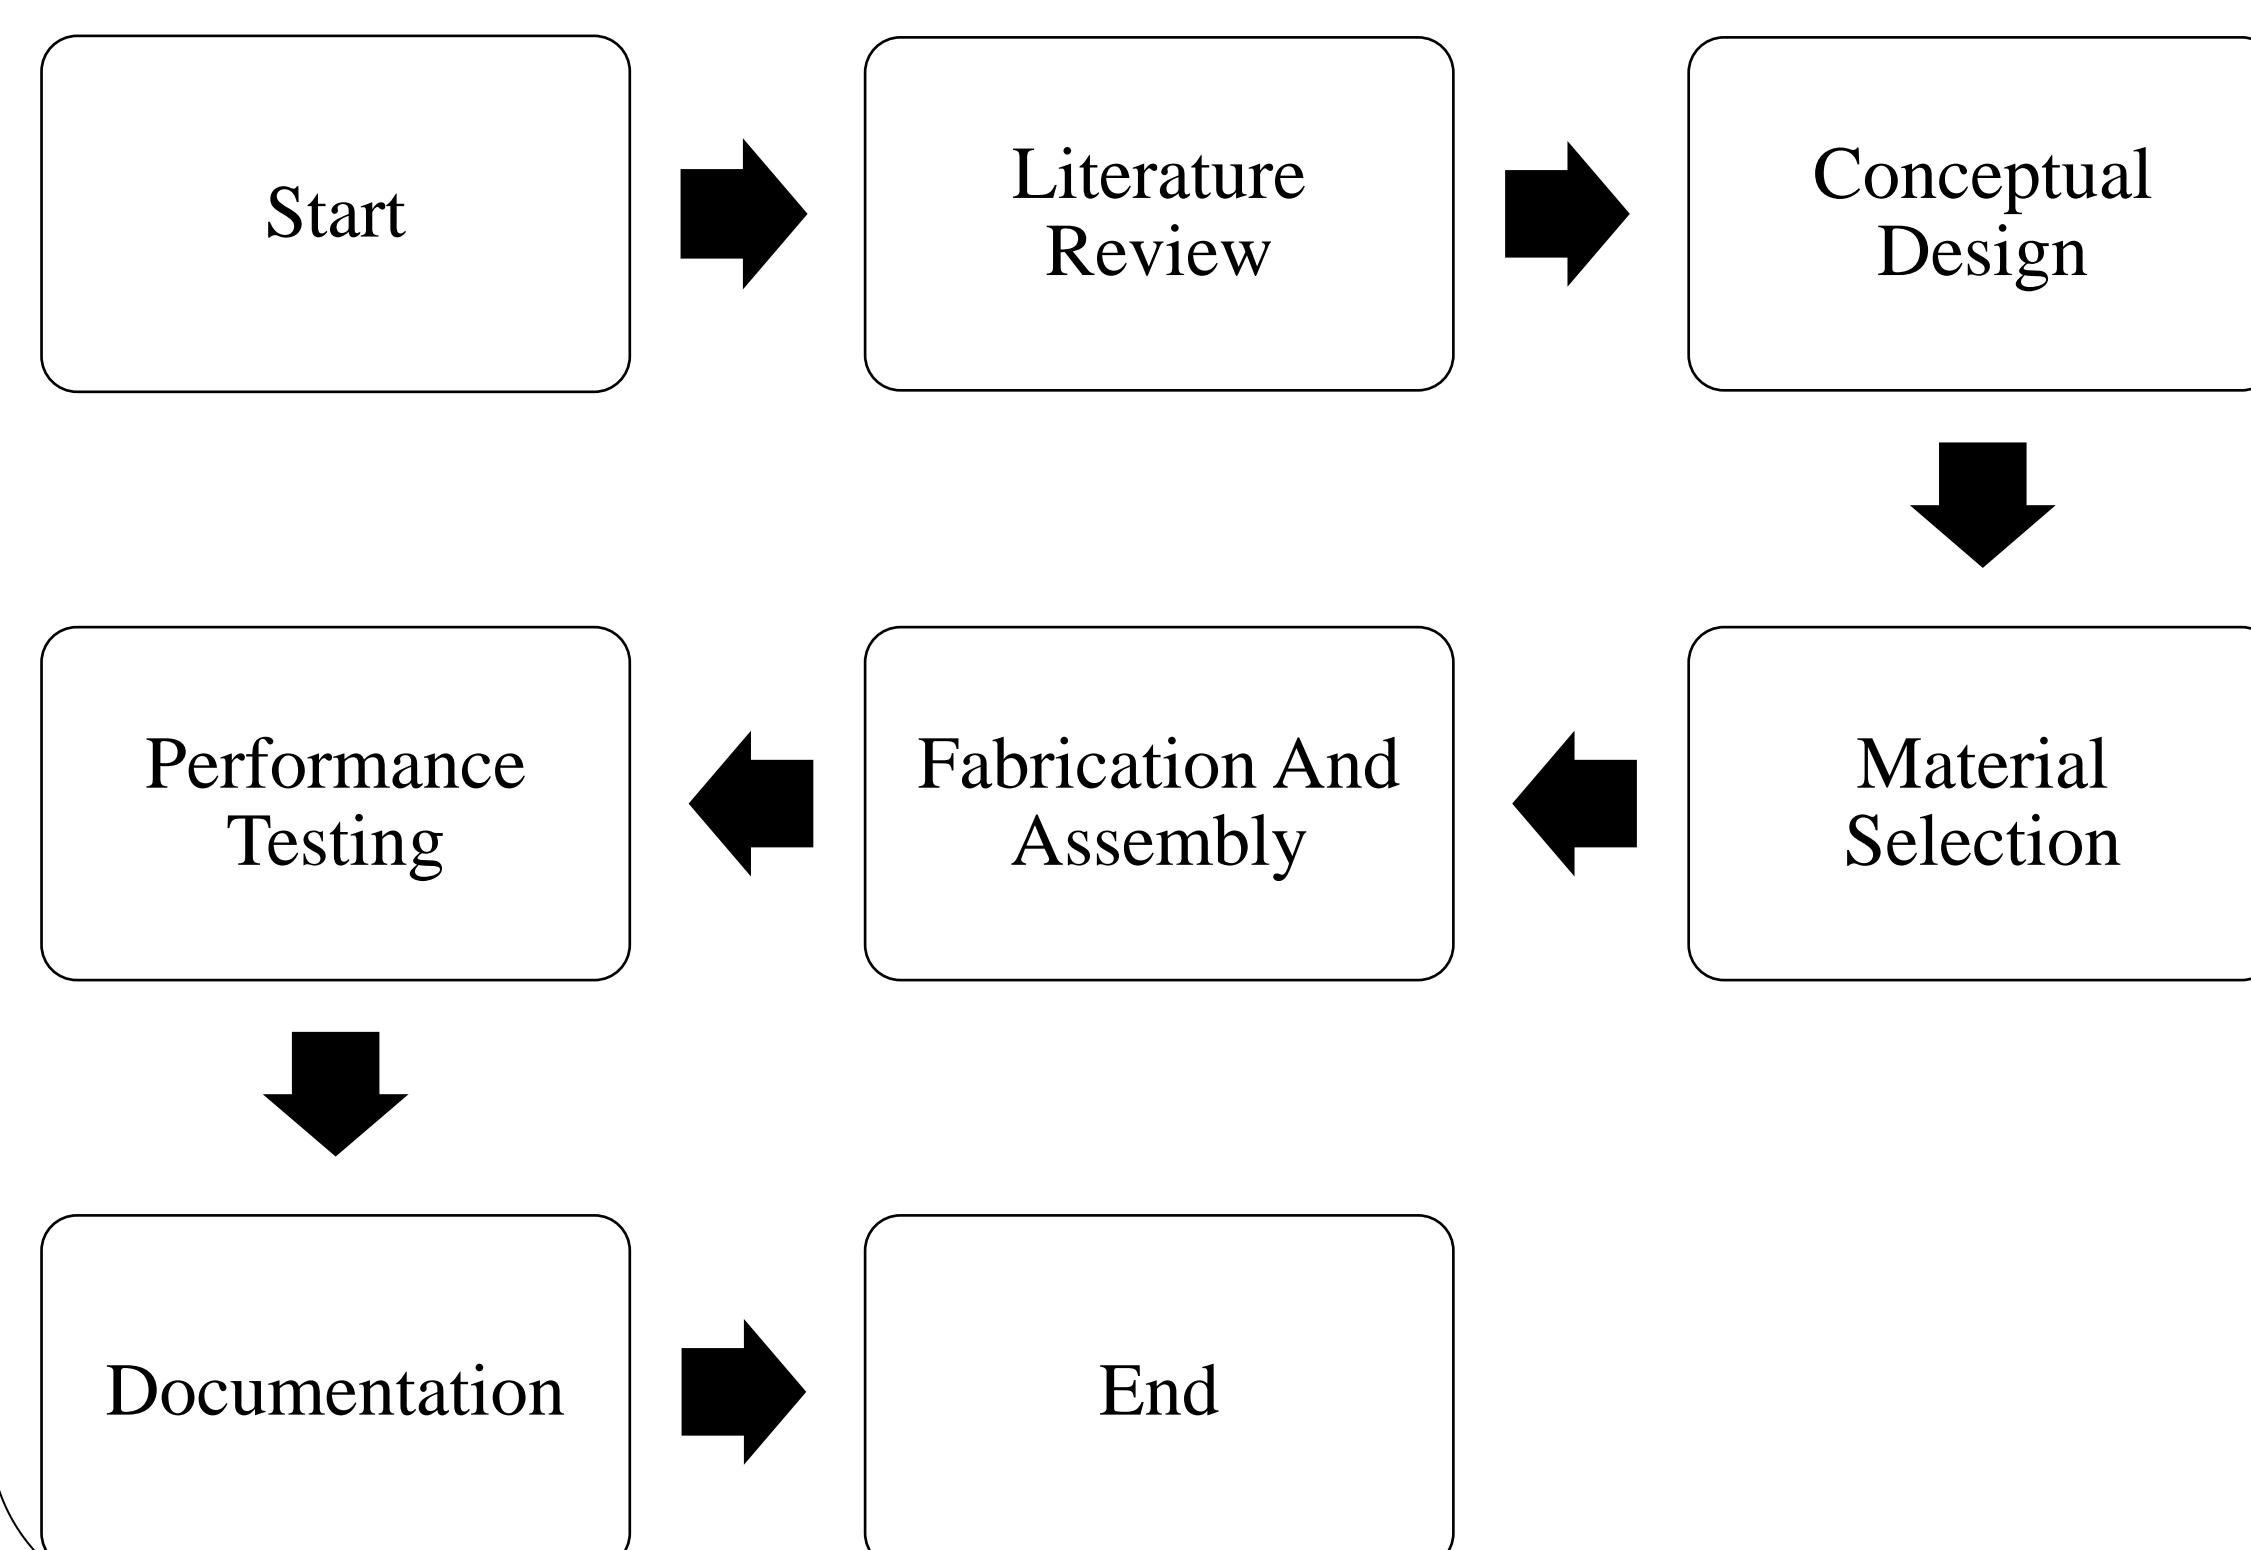 Start
Literature
Review
Conceptual
Design
Material
Selection
Fabrication And
Assembly
Performance
Testing
Documentation
End